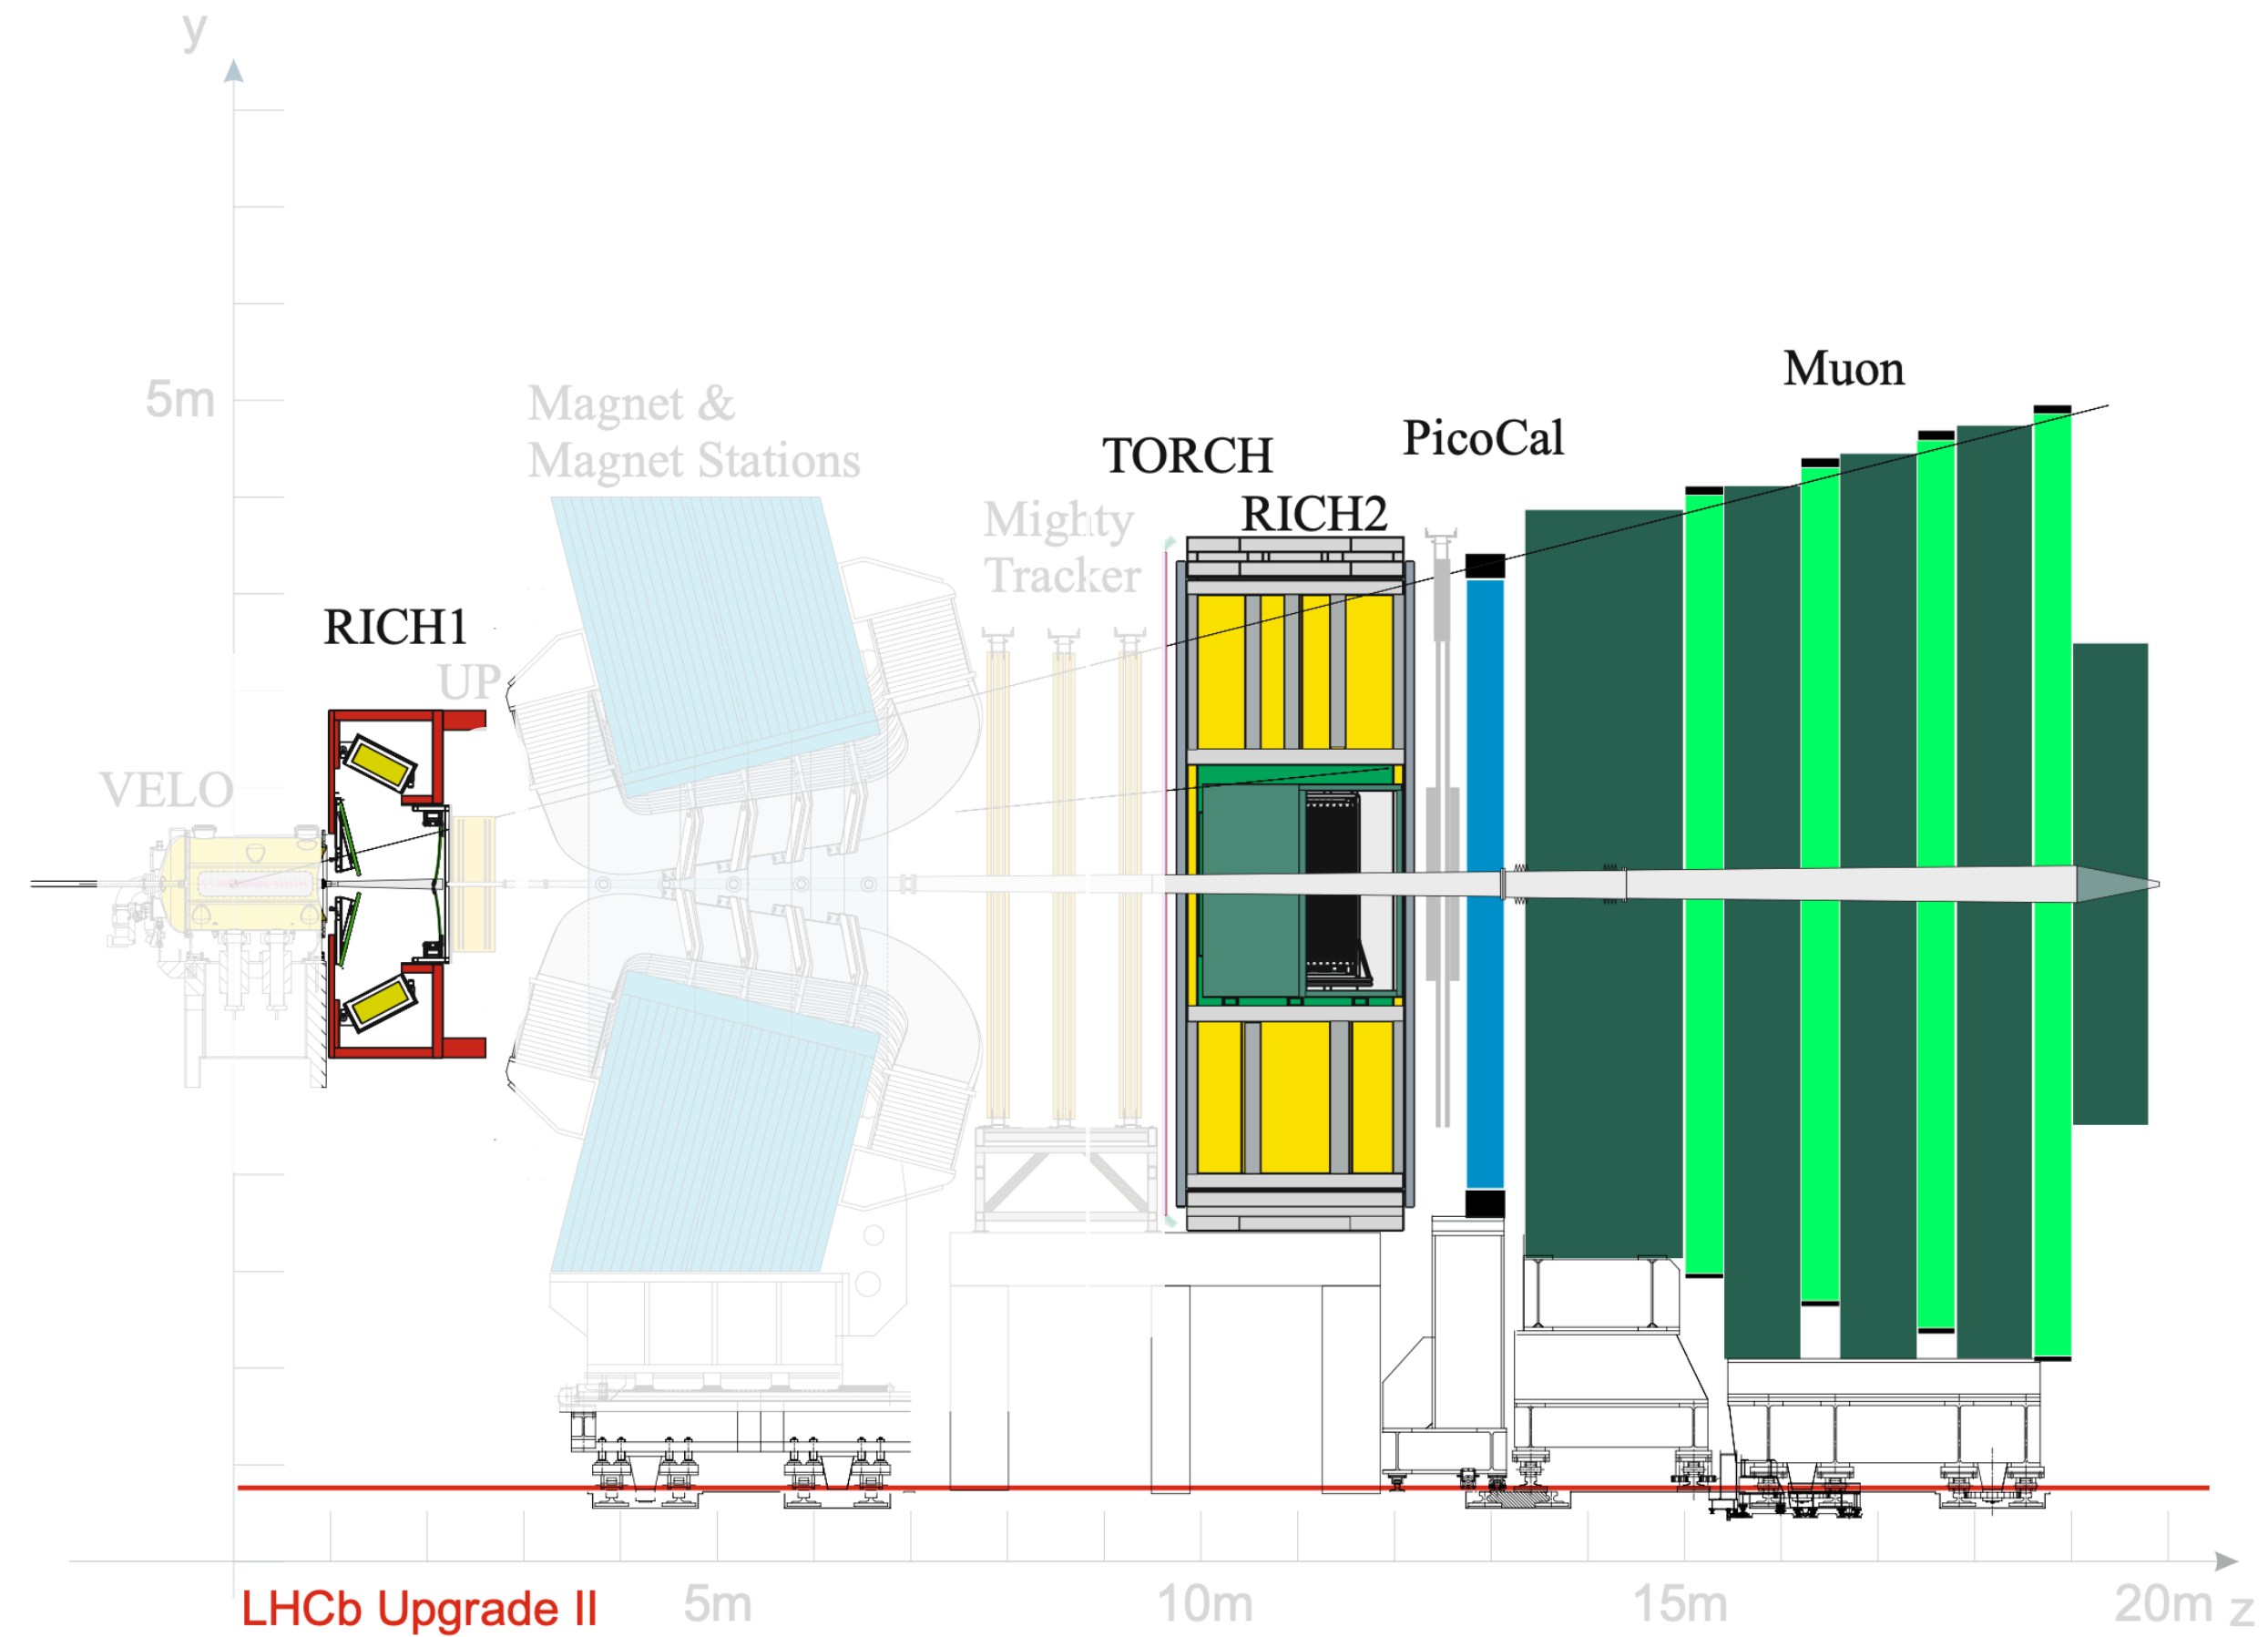 y
5m
Magnet &
Magnet Stations
Muon
TORCH
PicoCal
Mighty
Tracker
RICH2
RICH1
UP
VELO
LHCb Upgrade II
5m
10m
15m
20m
z